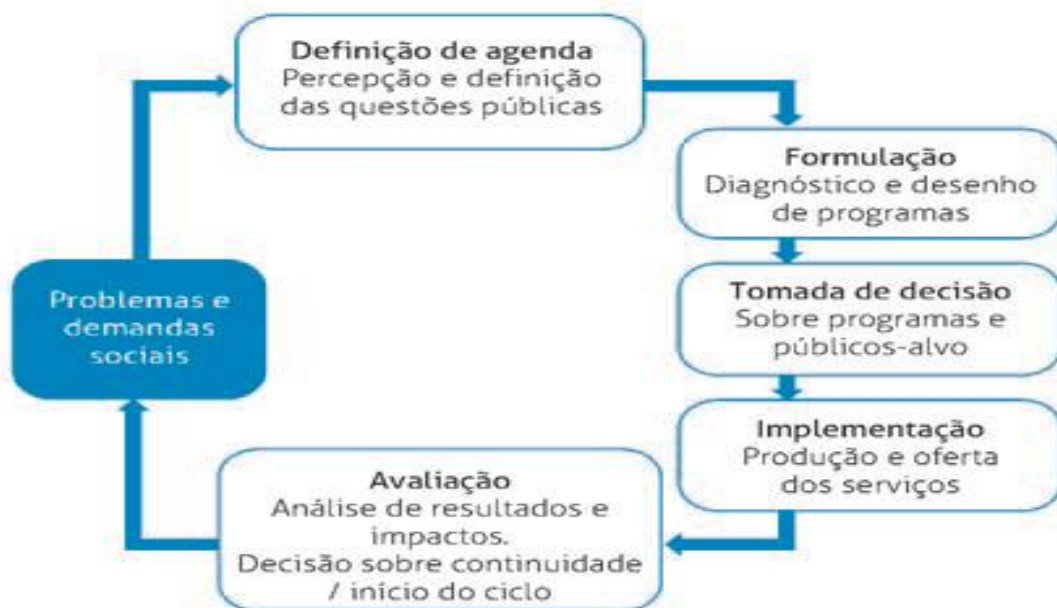 Definição de agenda
Percepção e definição
das questões públicas
Formulação
Diagnóstico e desenho
de programas
Tomada de decisão
Sobre programas e
públicos-alvo
Implementação
Produção e oferta
dos serviços
Avaliação
Análise de resultados e
impactos.
Decisão sobre continuidade
/ início do ciclo
Problemas e
demandas
sociais